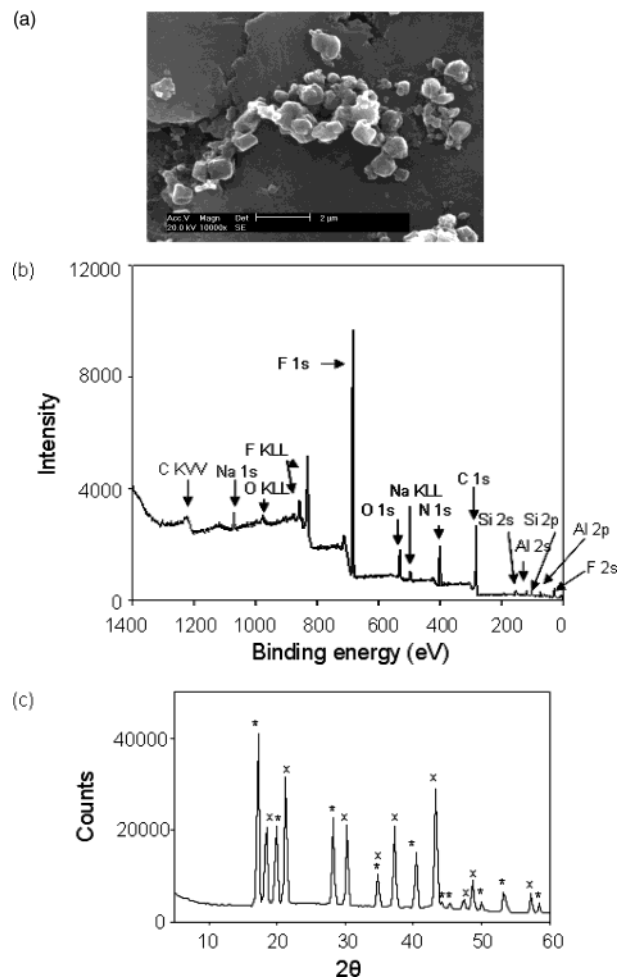 (a)
Acc.V Magn Det 2 µm
20.0 kV 10000x SE
(b)
12000
8000
4000
0
Intensity
F 1s
F KLL
C KVV
Na 1s
O KLL
O 1s
Na KLL
N 1s
C 1s
Si 2s
Al 2s
Si 2p
Al 2p
F 2s
1400 1200 1000 800 600 400 200 0
Binding energy (eV)
(c)
40000
20000
0
Counts
* x * x * x x * x * x * * x x * * x *
10 20 30 40 50 60
2θ